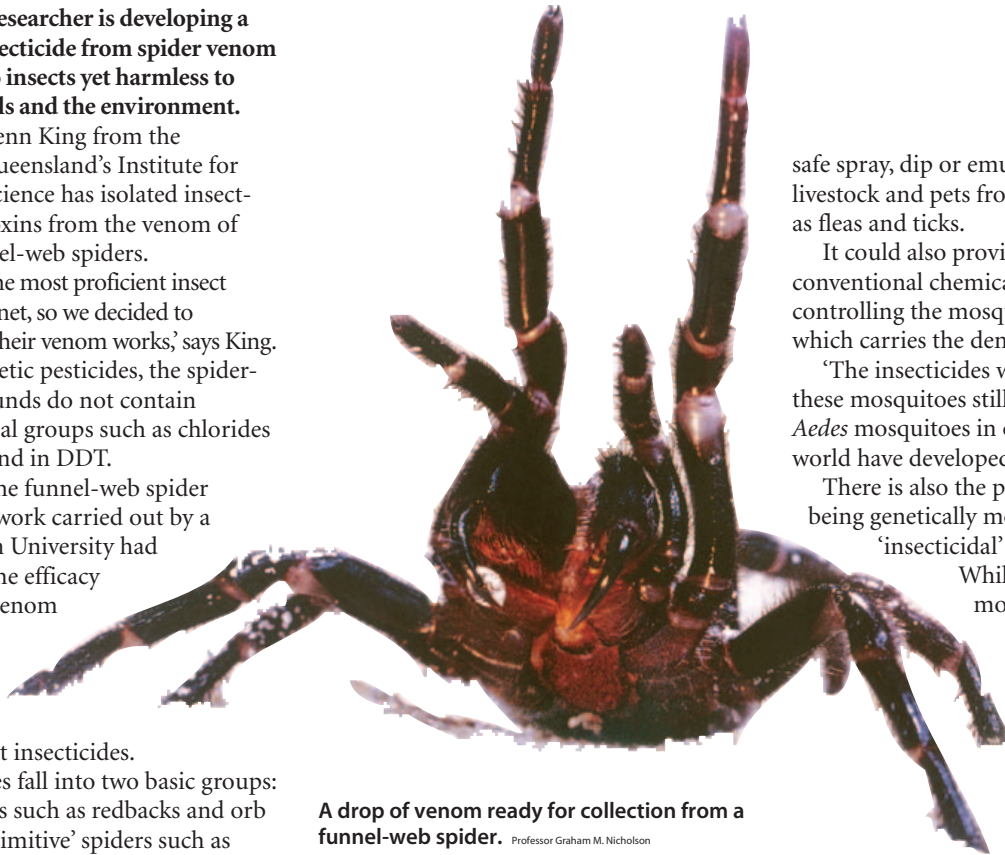 esearcher is developing a
ecticide from spider venom
insects yet harmless to
ls and the environment.
enn King from the
ueensland's Institute for
cience has isolated insect-
xins from the venom of
el-web spiders.
he most proficient insect
net, so we decided to
their venom works,' says King.
etic pesticides, the spider-
unds do not contain
al groups such as chlorides
nd in DDT.
he funnel-web spider
work carried out by a
n University had
he efficacy
enom
t insecticides.
es fall into two basic groups:
s such as redbacks and orb
imitive' spiders such as
A drop of venom ready for collection from a
funnel-web spider. Professor Graham M. Nicholson
safe spray, dip or emu
livestock and pets fro
as fleas and ticks.
It could also provi
conventional chemica
controlling the mosqu
which carries the den
'The insecticides w
these mosquitoes still
Aedes mosquitoes in o
world have developed
There is also the p
being genetically mo
'insecticidal'
Whil
mo